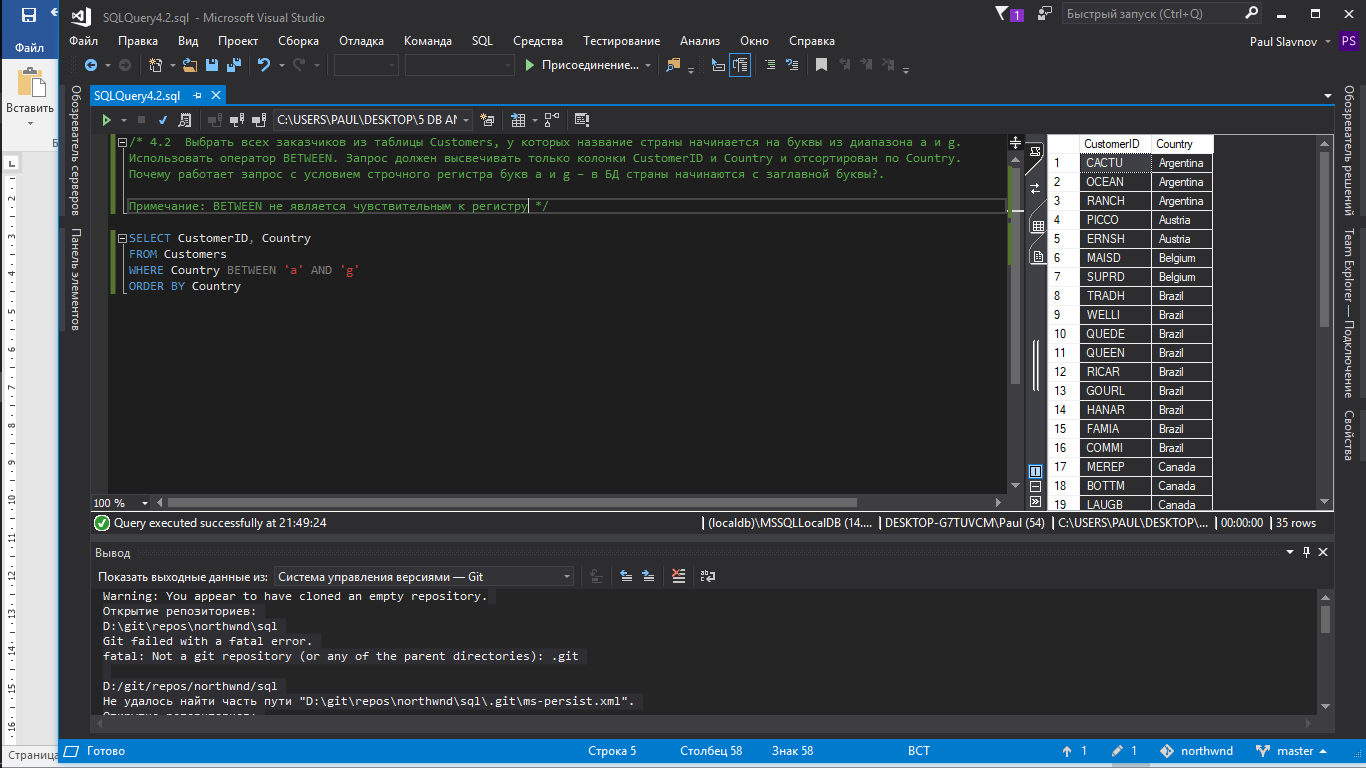 SQLQuery4.2.sql - Microsoft Visual Studio
1
Быстрый запуск (Ctrl+Q)
Файл
Файл Правка Вид Проект Сборка Отладка Команда SQL Средства Тестирование Анализ Окно Справка
Paul Slavnov
PS
Присоединение...
Вставить
SQLQuery4.2.sql
C:\USERS\PAUL\DESKTOP\5 DB AN
Обозреватель серверов
Панель элементов
/* 4.2 Выбрать всех заказчиков из таблицы Customers, у которых название страны начинается на буквы из диапазона a и g.
Использовать оператор BETWEEN. Запрос должен высвечивать только колонки CustomerID и Country и отсортирован по Country.
Почему работает запрос с условием строчного регистра букв a и g – в БД страны начинаются с заглавной буквы?.
Примечание: BETWEEN не является чувствительным к регистру */
SELECT CustomerID, Country
FROM Customers
WHERE Country BETWEEN 'a' AND 'g'
ORDER BY Country
CustomerID Country
1 CACTU Argentina
2 OCEAN Argentina
3 RANCH Argentina
4 PICCO Austria
5 ERNSH Austria
6 MAISD Belgium
7 SUPRD Belgium
8 TRADH Brazil
9 WELLI Brazil
10 QUEDE Brazil
11 QUEEN Brazil
12 RICAR Brazil
13 GOURL Brazil
14 HANAR Brazil
15 FAMIA Brazil
16 COMMI Brazil
17 MEREP Canada
18 BOTTM Canada
19 LAUGB Canada
Обозреватель решений
Team Explorer — Подключение
Свойства
100 %
Query executed successfully at 21:49:24
(localdb)\MSSQLLocalDB (14....
DESKTOP-G7TUVCM\Paul (54)
C:\USERS\PAUL\DESKTOP\...
00:00:00
35 rows
Вывод
Показать выходные данные из: Система управления версиями — Git
Warning: You appear to have cloned an empty repository.
Открытие репозиториев:
D:\git\repos\northwnd\sql
Git failed with a fatal error.
fatal: Not a git repository (or any of the parent directories): .git
D:/git/repos/northwnd/sql
Не удалось найти часть пути "D:\git\repos\northwnd\sql\.git\ms-persist.xml".
Страница
Готово Строка 5 Столбец 58 Знак 58 ВСТ 1 1 northwnd master